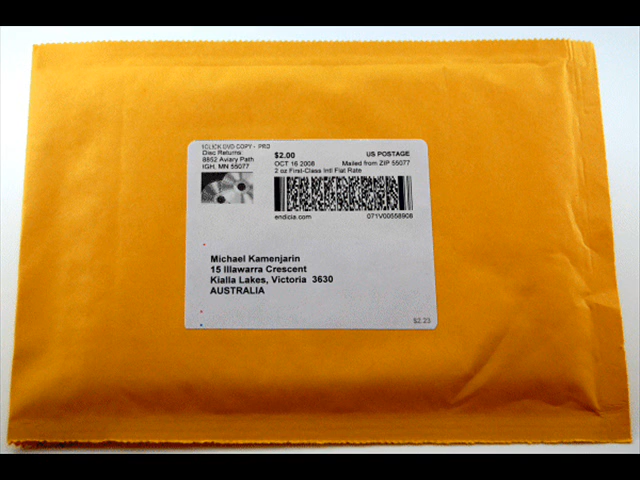 1CLICK DVD COPY - PRO
Disc Returns:
8852 Aviary Path
IGH, MN 55077
$2.00
US POSTAGE
OCT 16 2008
Mailed from ZIP 55077
2 oz First-Class Intl Flat Rate
endicia.com
071V00558908
Michael Kamenjarin
15 Illawarra Crescent
Kialla Lakes, Victoria 3630
AUSTRALIA
$2.23